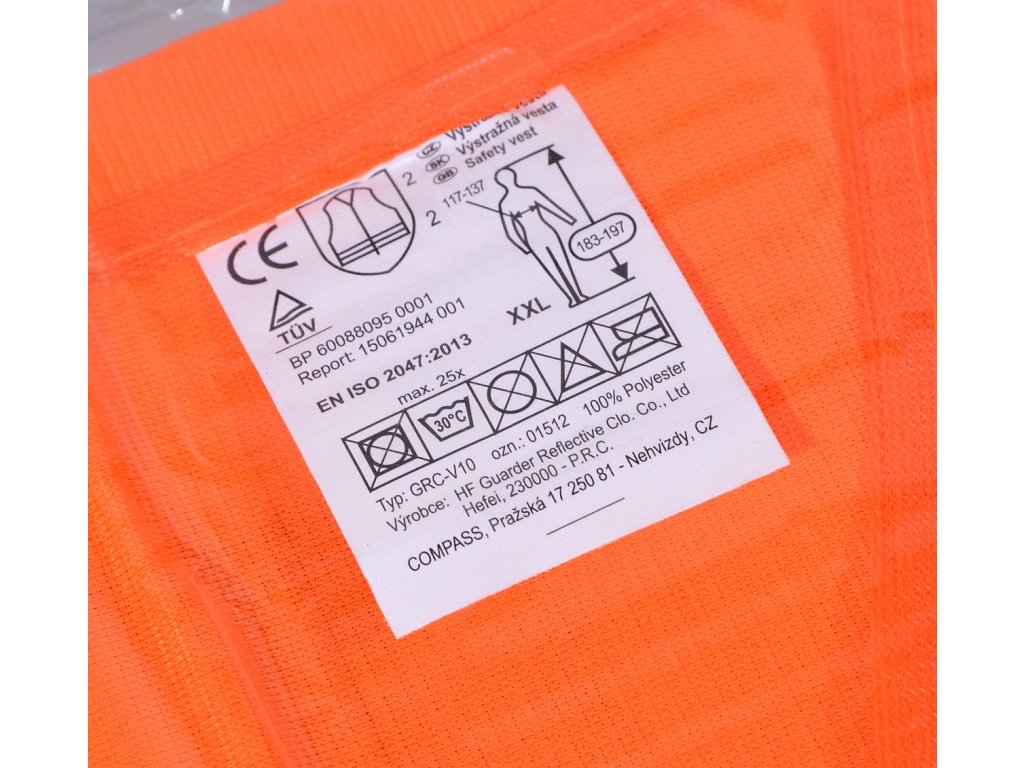 CZ Výstražná vesta
SK Výstražná vesta
GB Safety vest
CE
2
2
117-137
183-197
XXL
TÜV
BP 60088095 0001
Report: 15061944 001
EN ISO 2047:2013
max. 25x
30°C
Typ: GRC-V10 ozn.: 01512 100% Polyester
Výrobce: HF Guarder Reflective Clo. Co., Ltd
Hefei, 230000 - P.R.C.
COMPASS, Pražská 17 250 81 - Nehvizdy, CZ